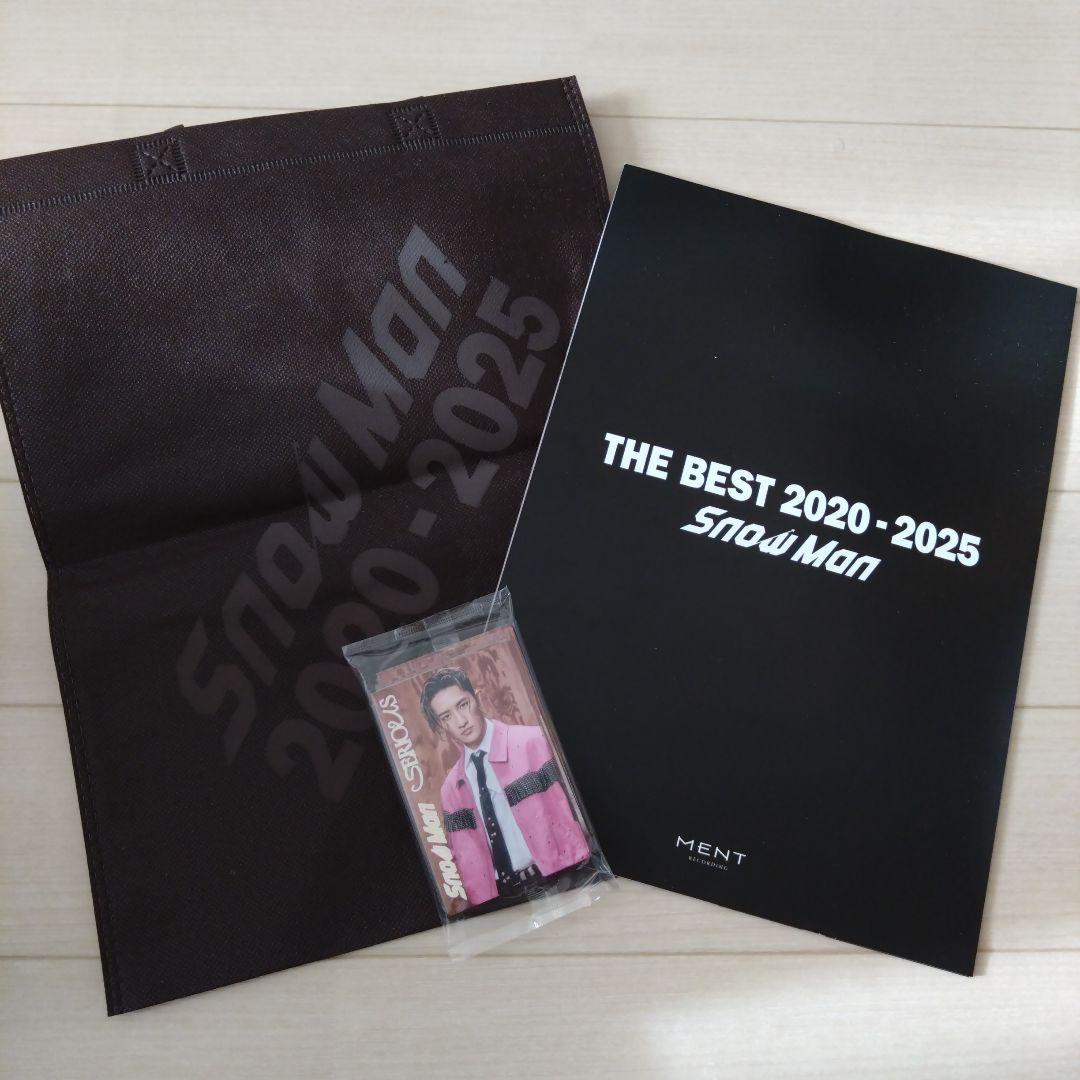 Snow Man
2020-2025
THE BEST 2020-2025
Snow Man
SERIOUS
Snow Man
MENT
RECORDING